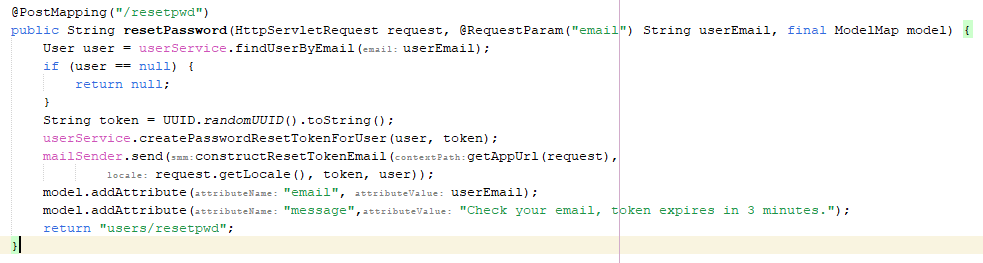 @PostMapping("/resetpwd")
public String resetPassword(HttpServletRequest request, @RequestParam("email") String userEmail, final ModelMap model) {
User user = userService.findUserByEmail(email: userEmail);
if (user == null) {
return null;
}
String token = UUID.randomUUID().toString();
userService.createPasswordResetTokenForUser(user, token);
mailSender.send(smm:constructResetTokenEmail(contextPath:getAppUrl(request),
locale: request.getLocale(), token, user));
model.addAttribute(attributeName: "email", attributeValue: userEmail);
model.addAttribute(attributeName: "message",attributeValue: "Check your email, token expires in 3 minutes.");
return "users/resetpwd";
}